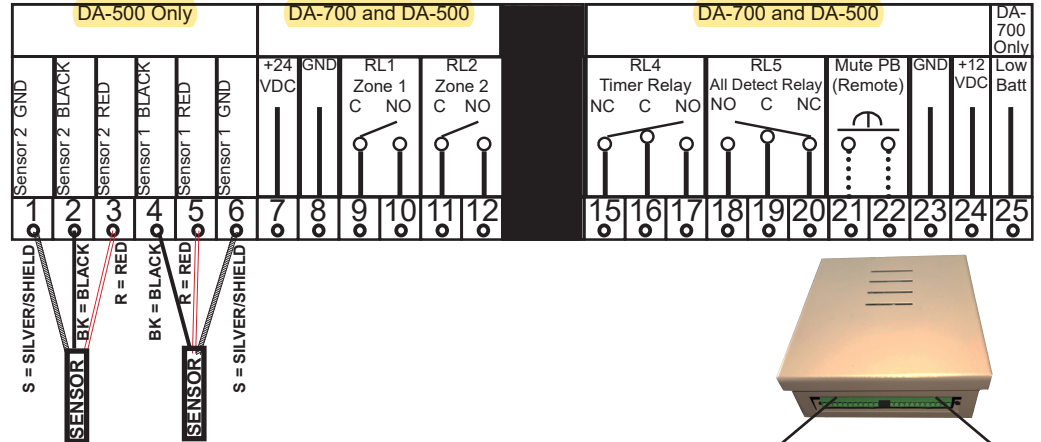 DA-500 Only
DA-700 and DA-500
DA-700 and DA-500
DA-
700
Only
Sensor 2 GND
Sensor 2 BLACK
Sensor 2 RED
Sensor 1 BLACK
Sensor 1 RED
Sensor 1 GND
+24
VDC
GND
RL1
Zone 1
C NO
RL2
Zone 2
C NO
RL4
Timer Relay
NC C NO
RL5
All Detect Relay
NO C NC
Mute PB
(Remote)
GND
+12
VDC
Low
Batt
1 2 3 4 5 6 7 8 9 10 11 12 15 16 17 18 19 20 21 22 23 24 25
S = SILVER/SHIELD
BK = BLACK
R = RED
BK = BLACK
R = RED
S = SILVER/SHIELD
SENSOR
SENSOR